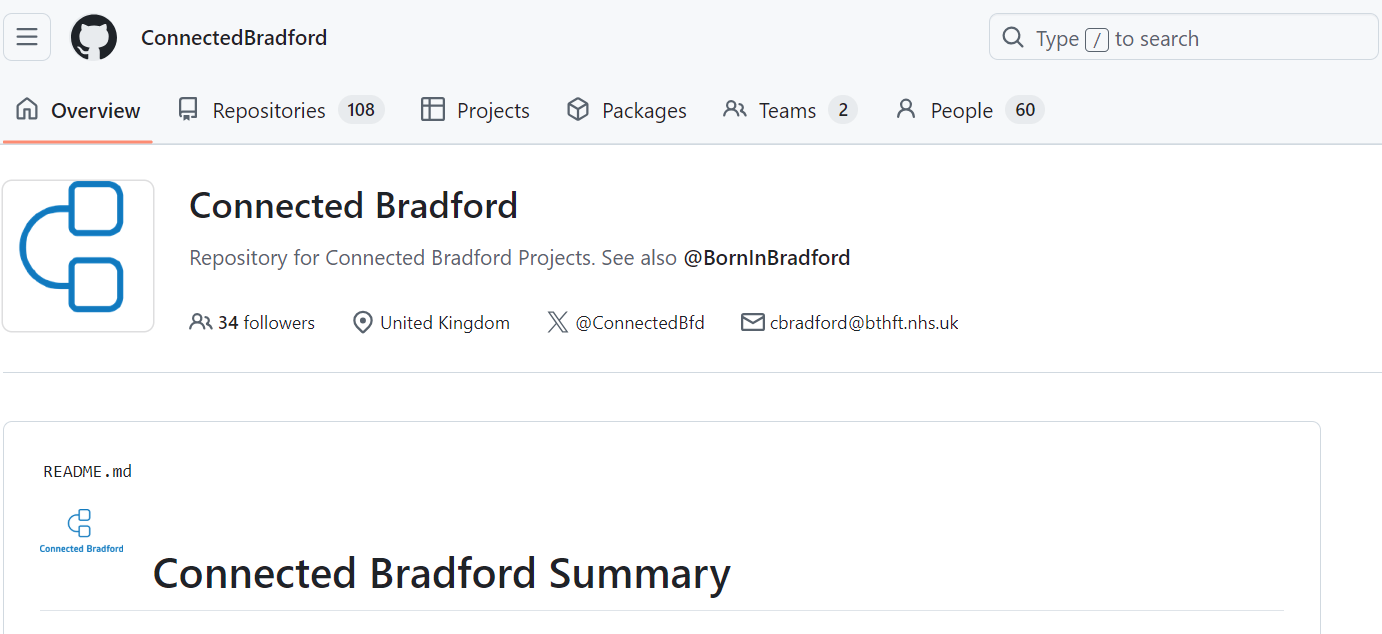 ConnectedBradford
Type / to search
Overview Repositories 108 Projects Packages Teams 2 People 60
Connected Bradford
Repository for Connected Bradford Projects. See also @BornInBradford
34 followers United Kingdom @ConnectedBfd cbradford@bthft.nhs.uk
README.md
Connected Bradford
Connected Bradford Summary